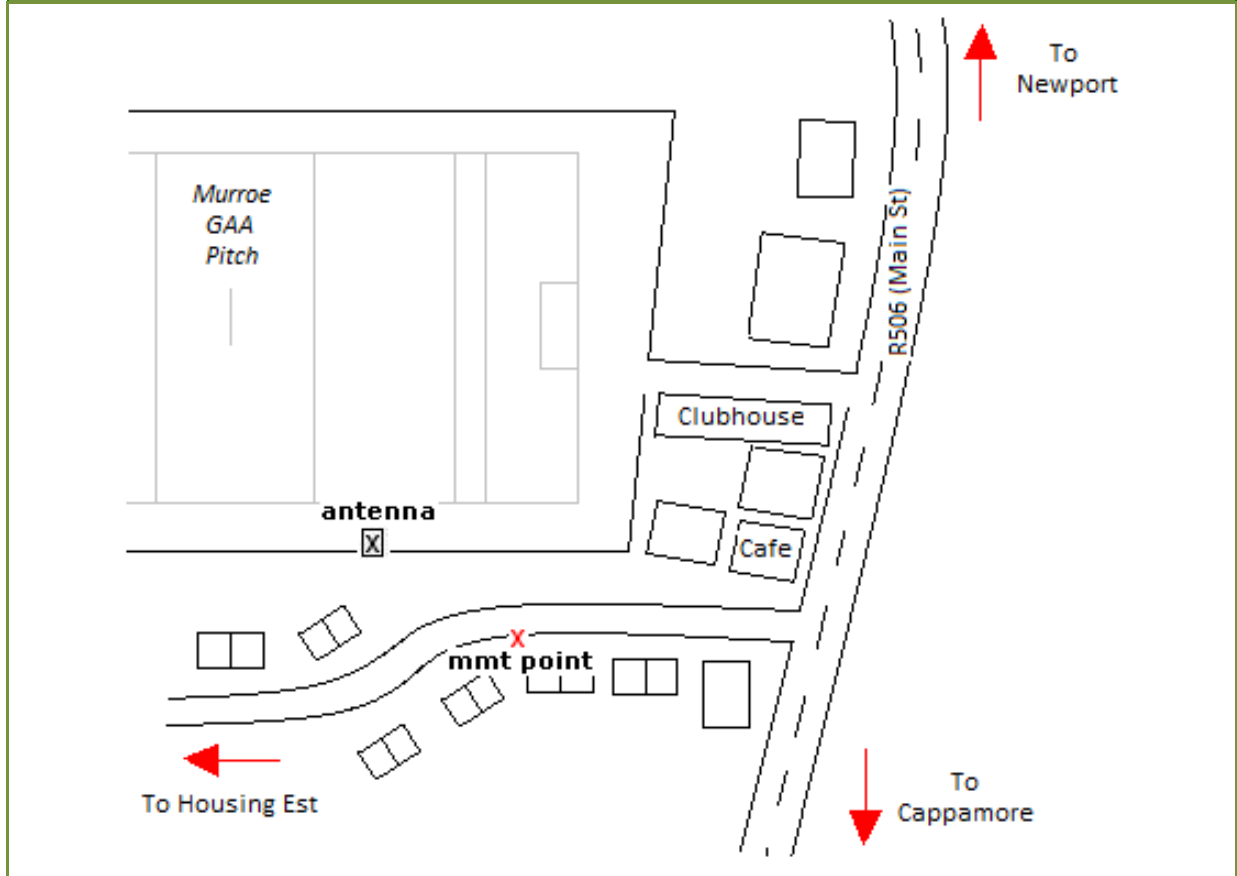 To
Newport
Murroe
GAA
Pitch
R506 (Main St)
Clubhouse
antenna
X
Cafe
X
mmt point
To Housing Est
To
Cappamore